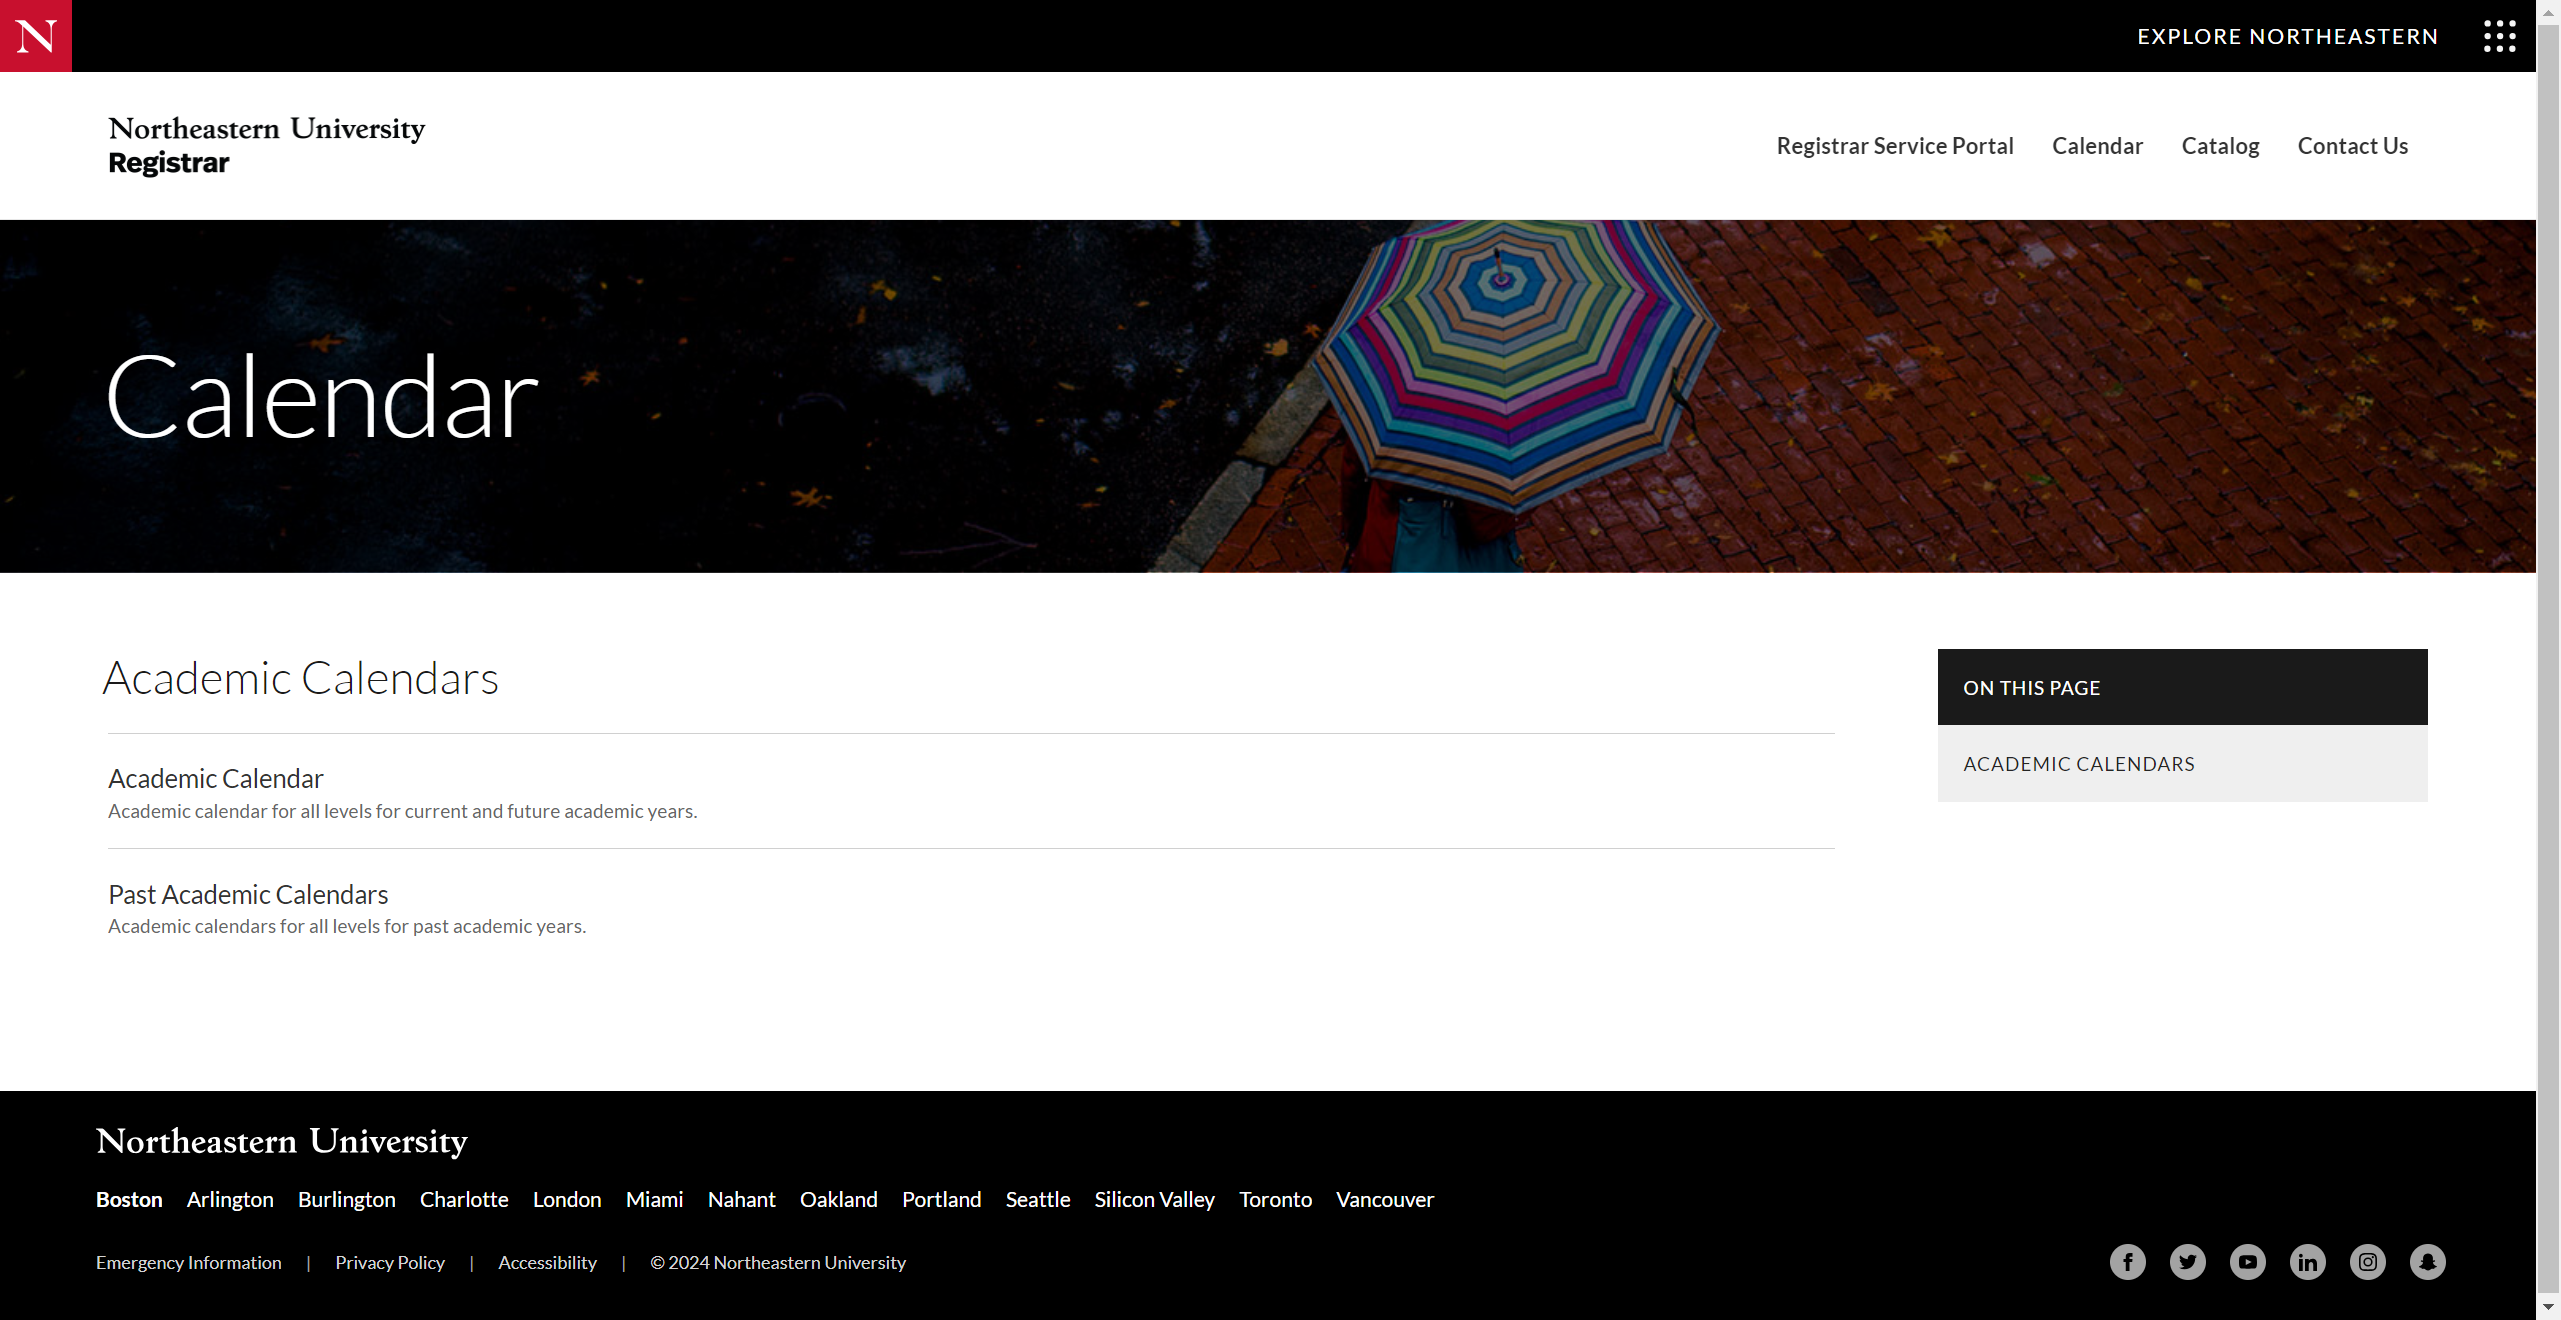 N
EXPLORE NORTHEASTERN
Northeastern University
Registrar
Registrar Service Portal
Calendar
Catalog
Contact Us
Calendar
Academic Calendars
Academic Calendar
Academic calendar for all levels for current and future academic years.
Past Academic Calendars
Academic calendars for all levels for past academic years.
ON THIS PAGE
ACADEMIC CALENDARS
Northeastern University
Boston Arlington Burlington Charlotte London Miami Nahant Oakland Portland Seattle Silicon Valley Toronto Vancouver
Emergency Information | Privacy Policy | Accessibility | © 2024 Northeastern University